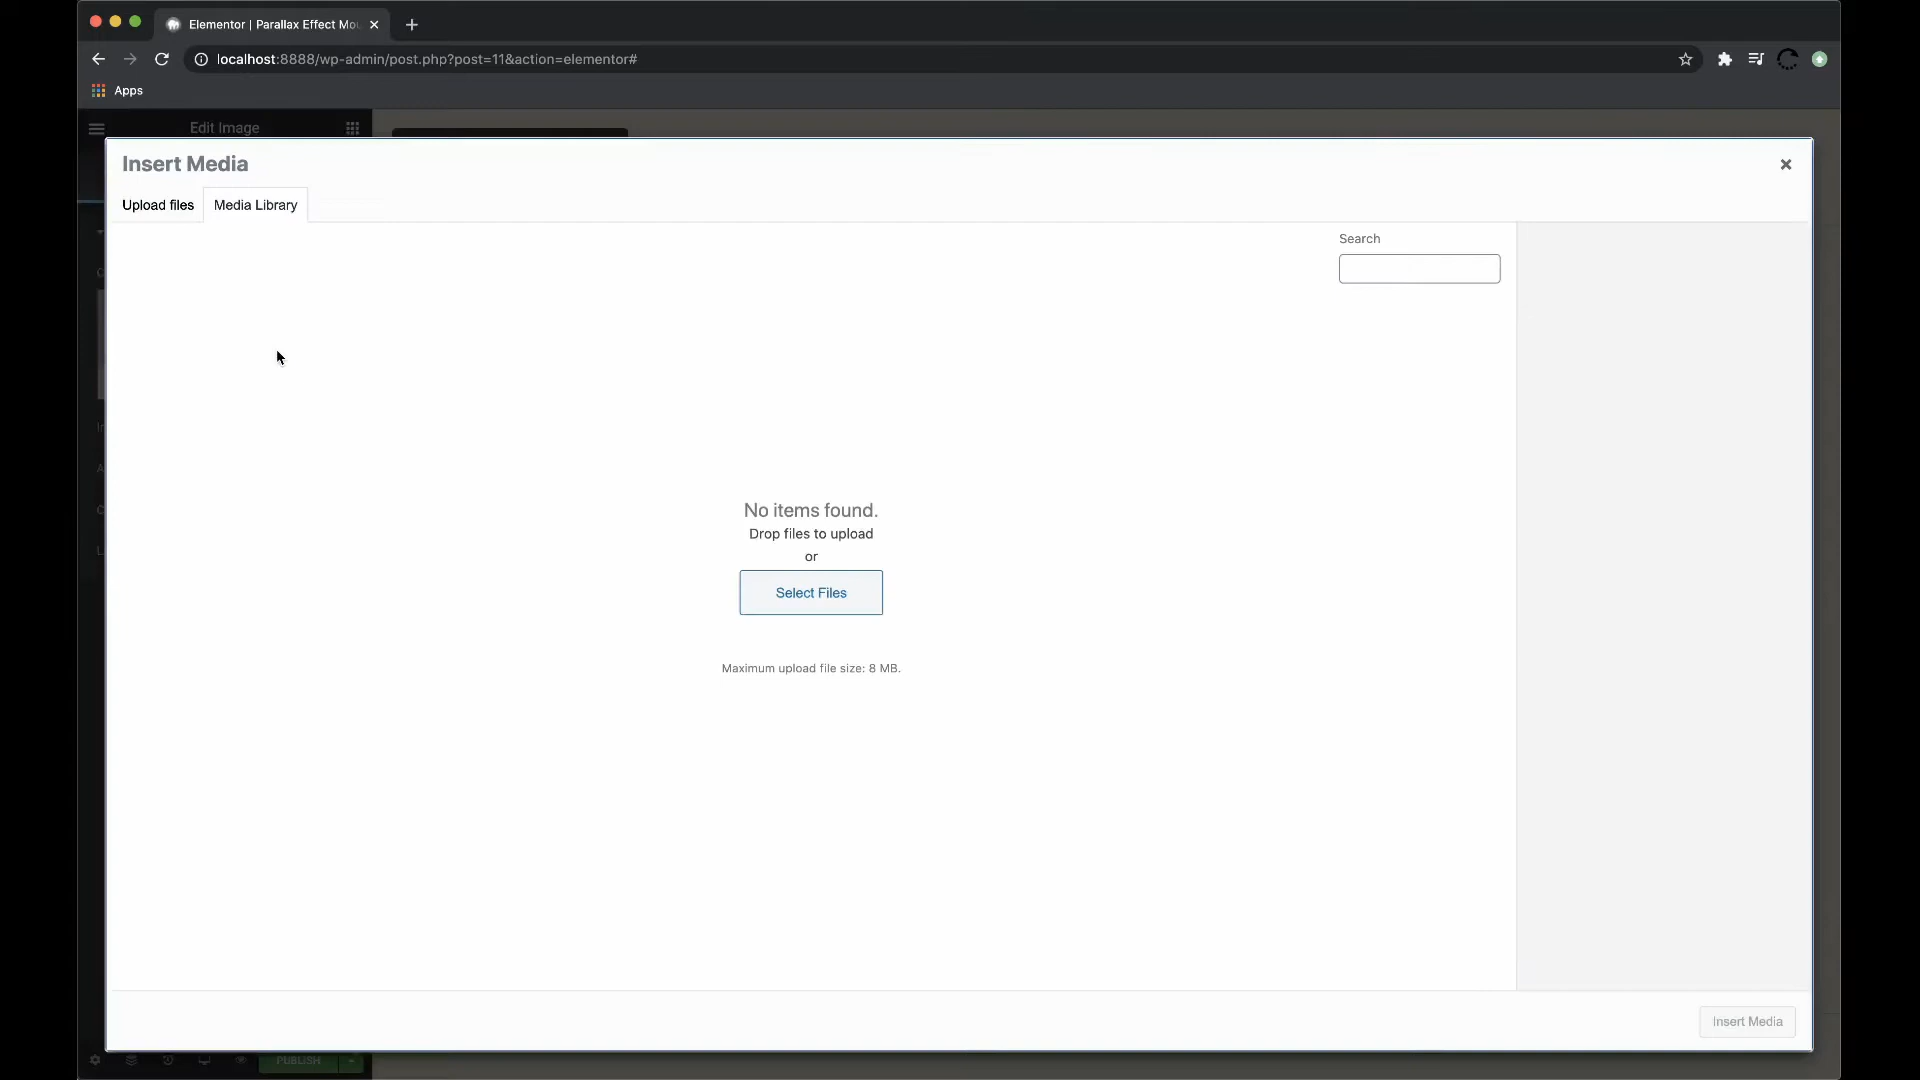 Elementor | Parallax Effect Mou
localhost:8888/wp-admin/post.php?post=11&action=elementor#
Apps
Edit Image
Insert Media
Upload files
Media Library
Search
No items found.
Drop files to upload
or
Select Files
Maximum upload file size: 8 MB.
Insert Media
PUBLISH